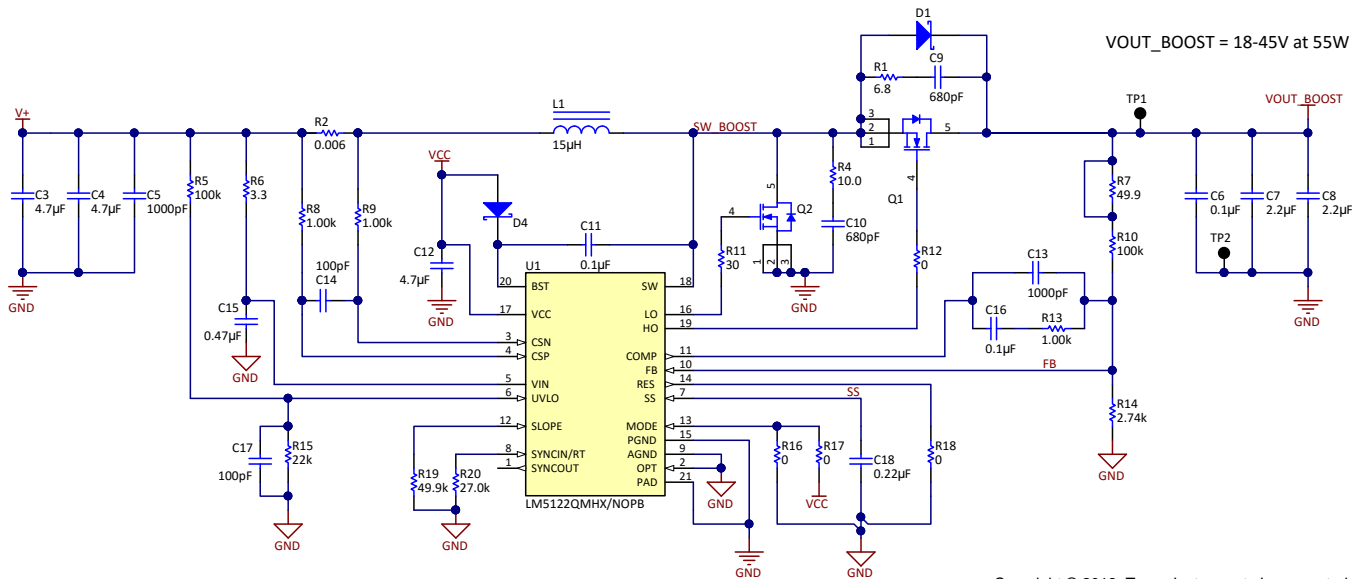 VOUT_BOOST = 18-45V at 55W
D1
R1
6.8
C9
680pF
V+
R2
0.006
L1
15µH
SW_BOOST
3
2
1
5
4
Q1
TP1
VOUT_BOOST
C3
4.7µF
C4
4.7µF
C5
1000pF
R5
100k
R6
3.3
R8
1.00k
R9
1.00k
VCC
D4
C11
0.1µF
C12
4.7µF
GND
5
4
Q2
1
2
3
GND
R4
10.0
C10
680pF
R11
30
R12
0
R7
49.9
R10
100k
C6
0.1µF
C7
2.2µF
C8
2.2µF
TP2
GND
GND
100pF
C14
C15
0.47µF
GND
C13
1000pF
C16
0.1µF
R13
1.00k
FB
R14
2.74k
GND
U1
20
BST
17
VCC
3
CSN
4
CSP
5
VIN
6
UVLO
12
SLOPE
8
SYNCIN/RT
1
SYNCOUT
SW
18
LO
16
HO
19
COMP
11
FB
10
RES
14
SS
7
MODE
13
PGND
15
AGND
9
OPT
2
PAD
21
LM5122QMHX/NOPB
SS
C17
100pF
R15
22k
GND
R19
49.9k
R20
27.0k
GND
GND
GND
R16
0
R17
0
VCC
C18
0.22µF
R18
0
GND